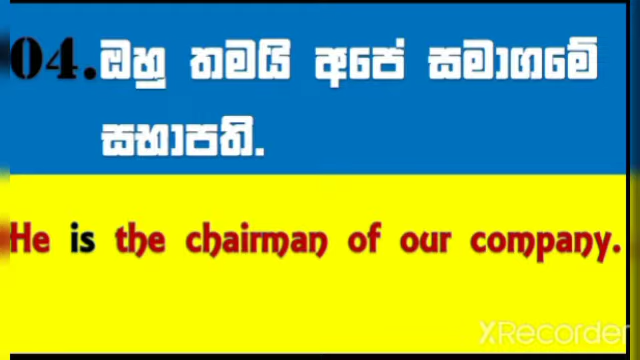 04.ඔහු තමයි අපේ සමාගමේ
සභාපති.
He is the chairman of our company.
XRecorder